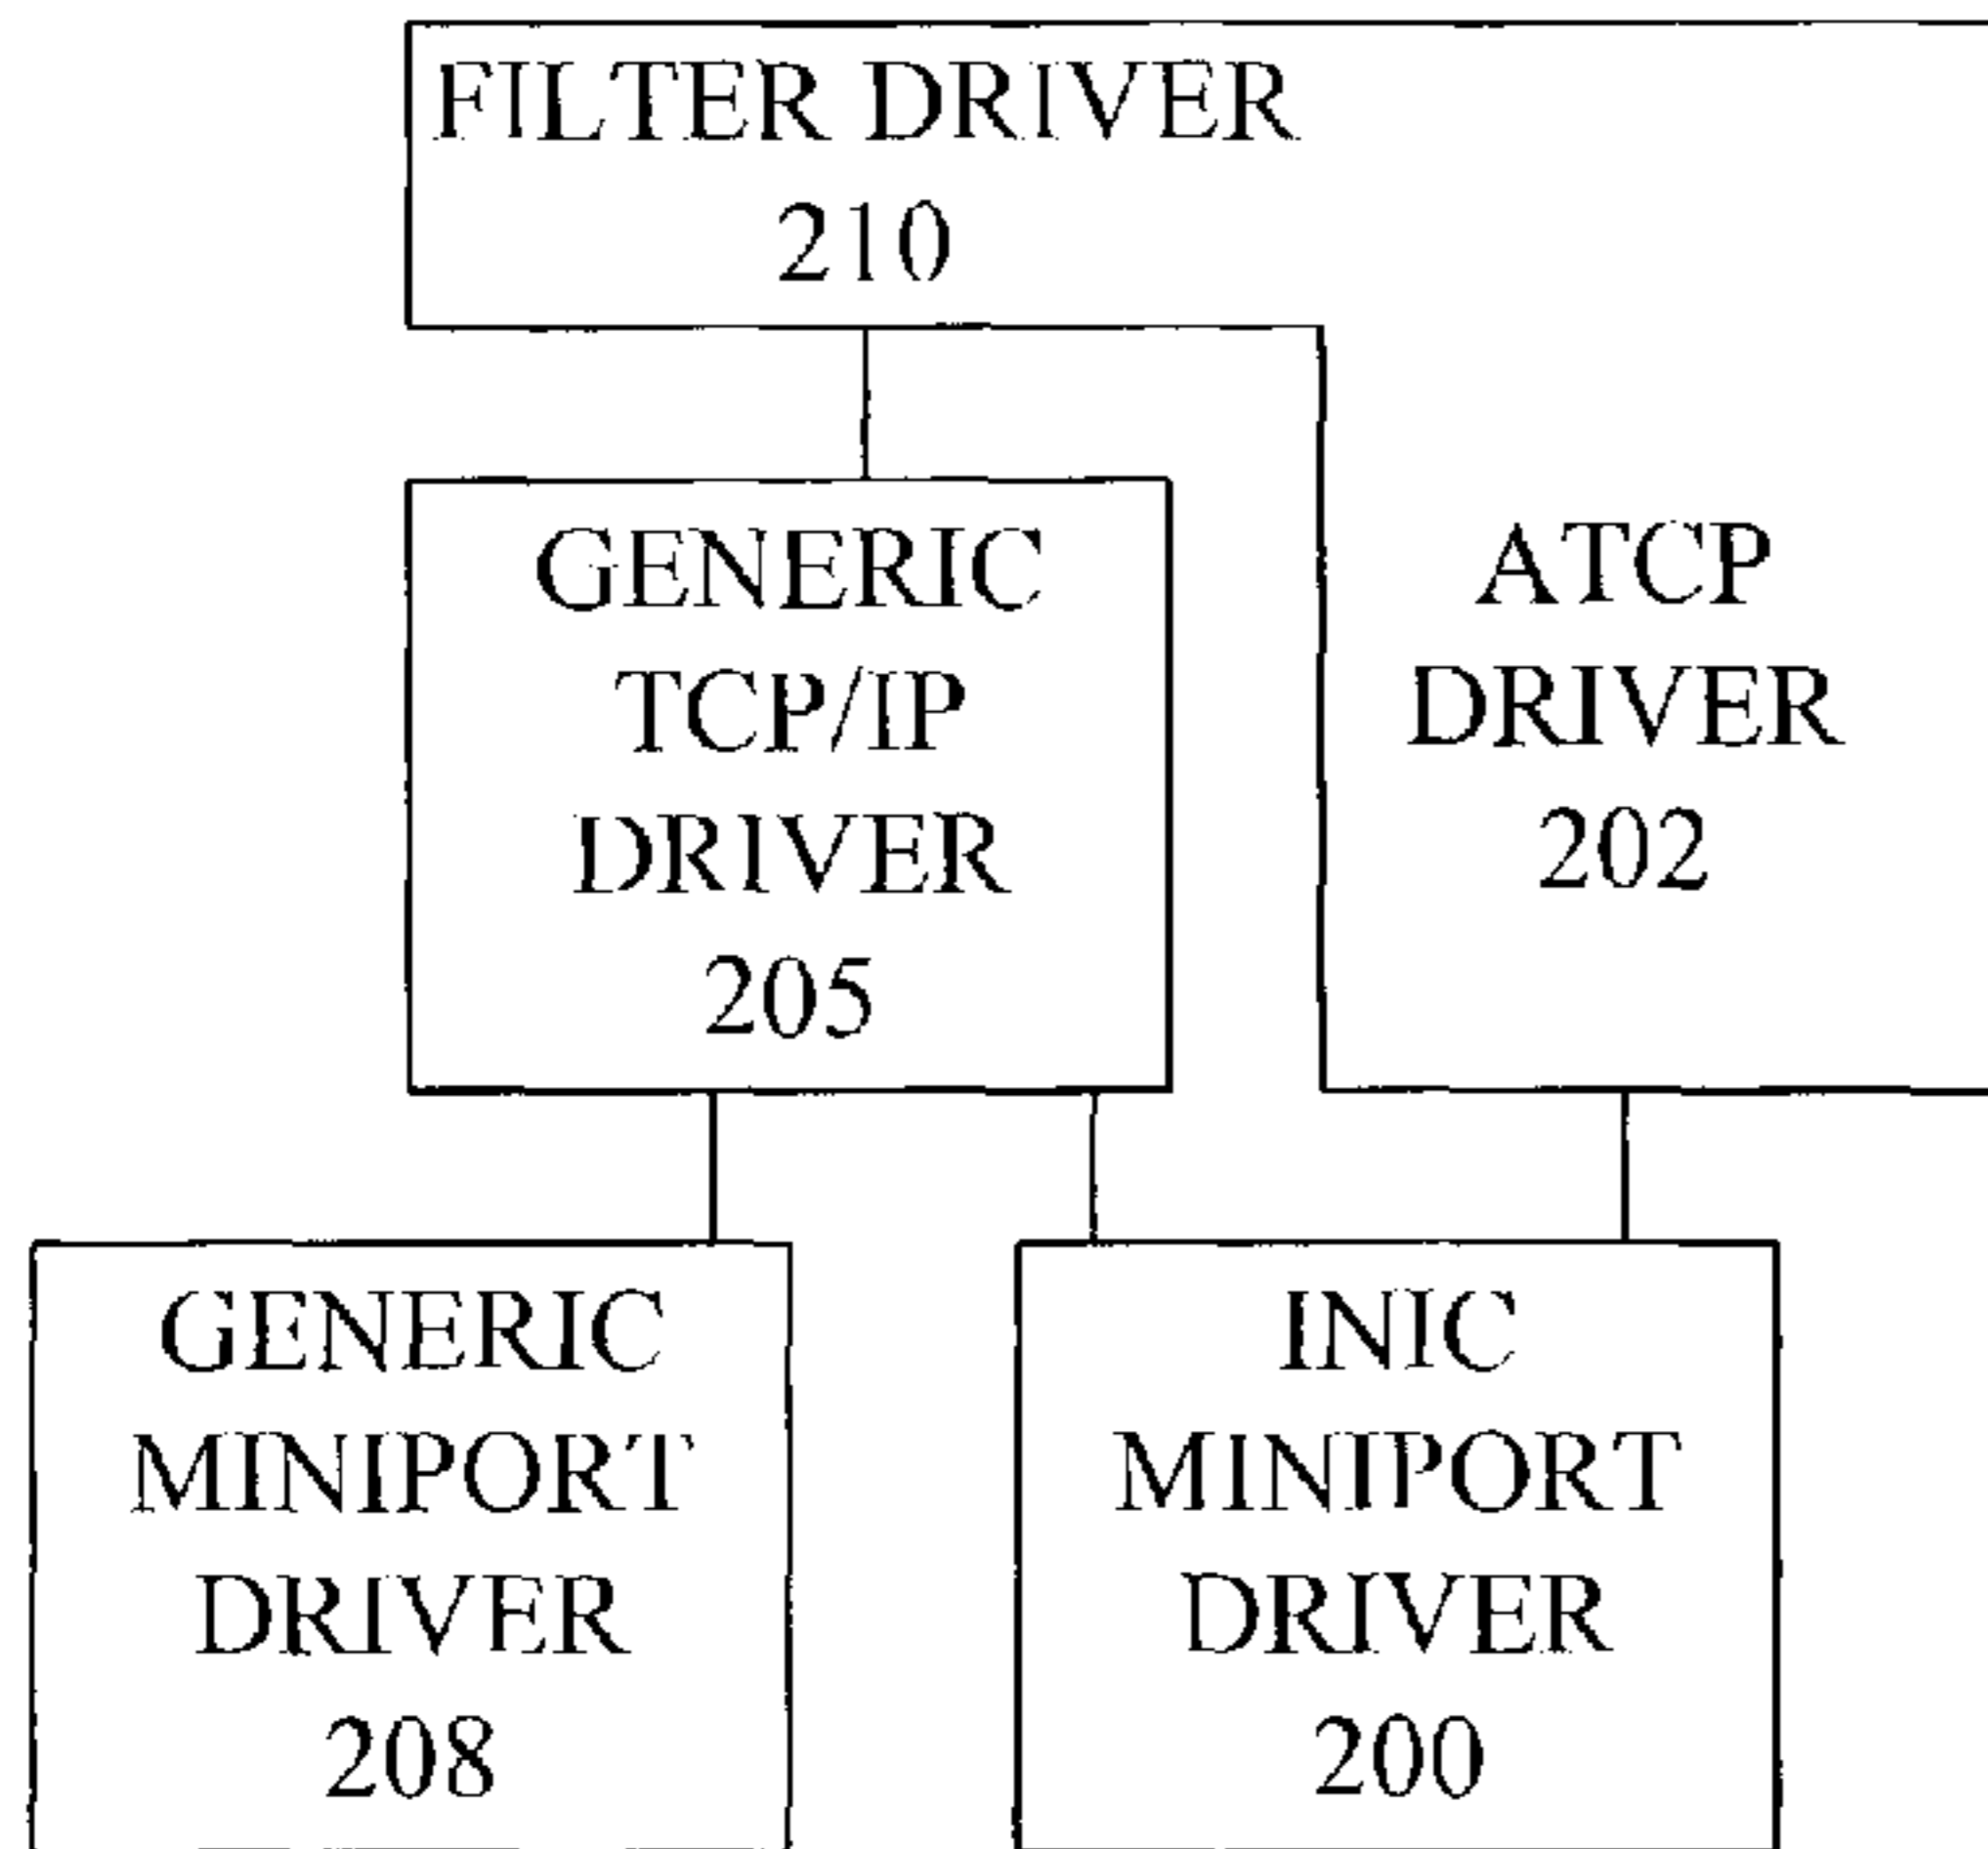 FILTER DRIVER
210
GENERIC
TCP/IP
DRIVER
205
ATCP
DRIVER
202
GENERIC
MINIPORT
DRIVER
208
INIC
MINIPORT
DRIVER
200